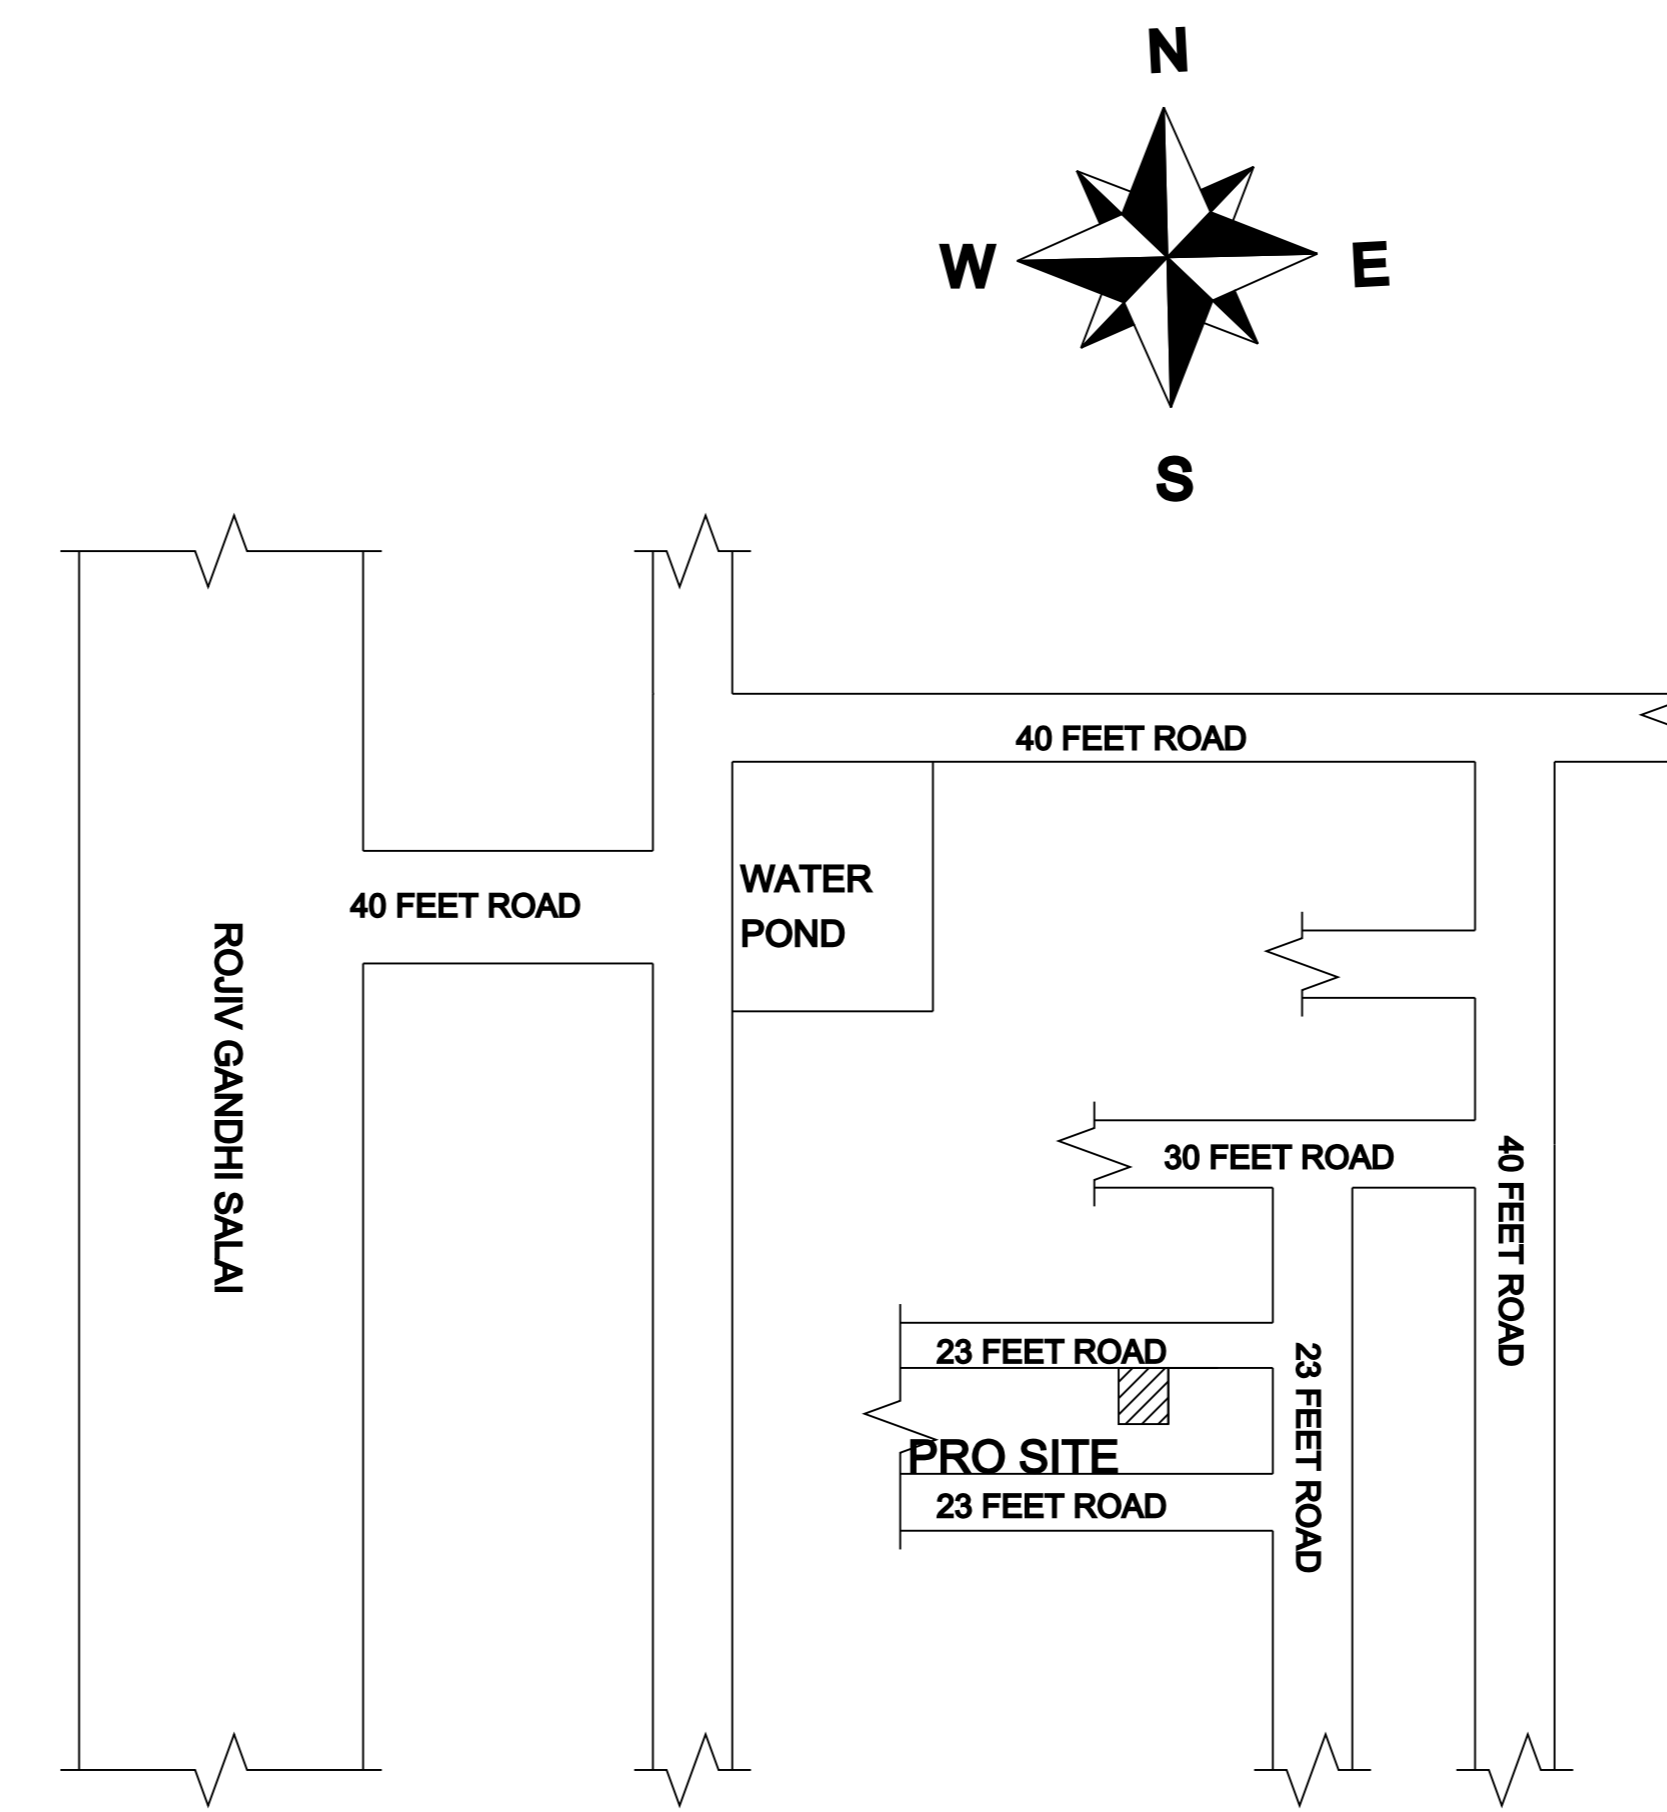 N
W
E
S
40 FEET ROAD
WATER
POND
40 FEET ROAD
ROJIV GANDHI SALAI
30 FEET ROAD
40 FEET ROAD
23 FEET ROAD
23 FEET ROAD
PRO SITE
23 FEET ROAD